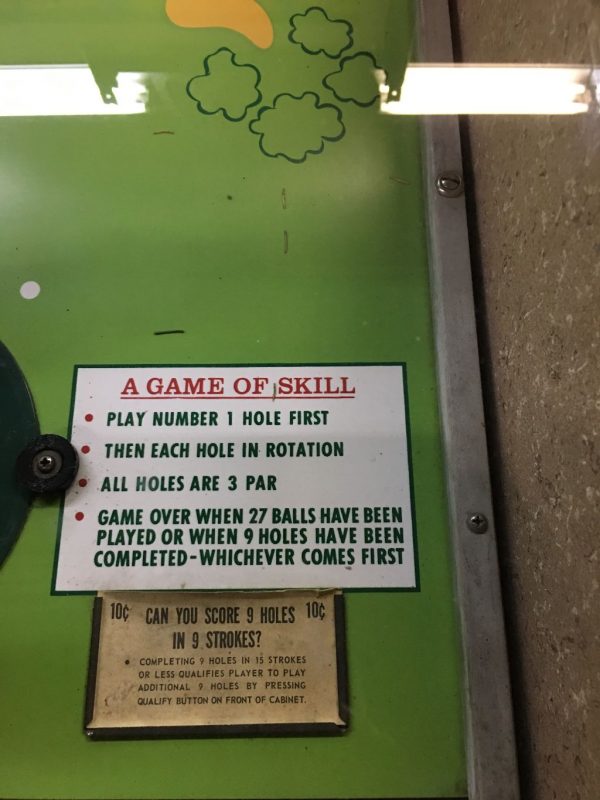 A GAME OF SKILL
• PLAY NUMBER 1 HOLE FIRST
• THEN EACH HOLE IN ROTATION
• ALL HOLES ARE 3 PAR
• GAME OVER WHEN 27 BALLS HAVE BEEN
PLAYED OR WHEN 9 HOLES HAVE BEEN
COMPLETED-WHICHEVER COMES FIRST
10¢ CAN YOU SCORE 9 HOLES 10¢
IN 9 STROKES?
• COMPLETING 9 HOLES IN 15 STROKES
OR LESS QUALIFIES PLAYER TO PLAY
ADDITIONAL 9 HOLES BY PRESSING
QUALIFY BUTTON ON FRONT OF CABINET.